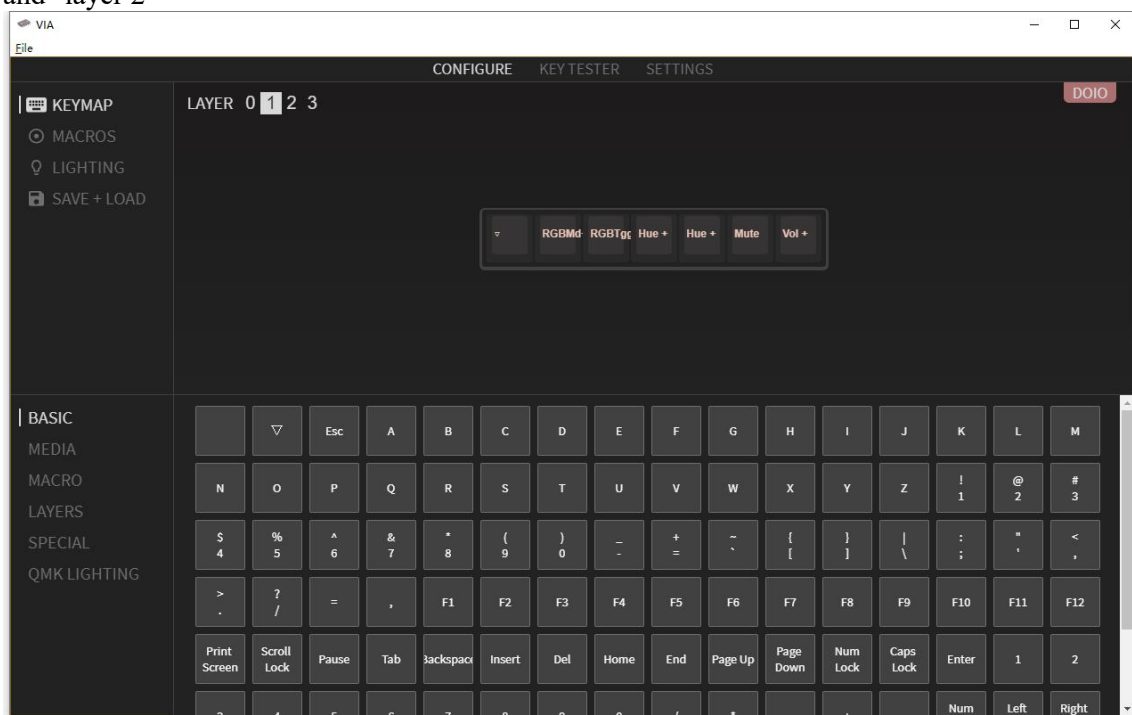 and layer 2
VIA
File
CONFIGURE KEY TESTER SETTINGS
KEYMAP
MACROS
LIGHTING
SAVE + LOAD
LAYER 0 1 2 3
DOIO
▽ RGBMd- RGBTgg Hue + Hue + Mute Vol +
BASIC
MEDIA
MACRO
LAYERS
SPECIAL
QMK LIGHTING
▽ Esc A B C D E F G H I J K L M
N O P Q R S T U V W X Y Z ! 1 @ 2 # 3
$ 4 % 5 ^ 6 & 7 * 8 ( 9 ) 0 _ - + = ~ ` { [ } ] | \ : ; " ' < ,
> . ? / = , F1 F2 F3 F4 F5 F6 F7 F8 F9 F10 F11 F12
Print Screen Scroll Lock Pause Tab Backspace Insert Del Home End Page Up Page Down Num Lock Caps Lock Enter 1 2
Num Left Right